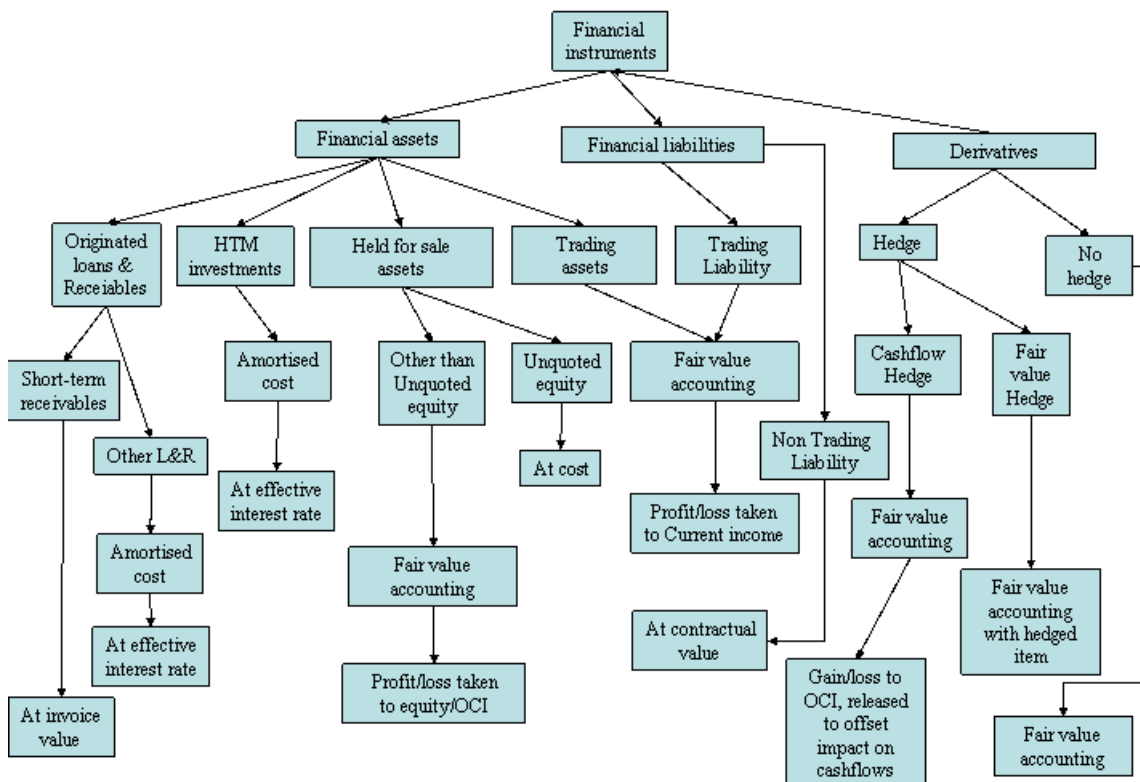 Financial
instruments
Financial assets
Financial liabilities
Derivatives
Originated
loans &
Receiables
HTM
investments
Held for sale
assets
Trading
assets
Trading
Liability
Hedge
No
hedge
Short-term
receivables
Other L&R
Amortised
cost
Other than
Unquoted
equity
Unquoted
equity
Fair value
accounting
Cashflow
Hedge
Fair
value
Hedge
Non Trading
Liability
At cost
At effective
interest rate
Profit/loss taken
to Current income
Fair value
accounting
Amortised
cost
Fair value
accounting
Fair value
accounting
with hedged
item
At contractual
value
At effective
interest rate
Profit/loss taken
to equity/OCI
Gain/loss to
OCI, released
to offset
impact on
cashflows
At invoice
value
Fair value
accounting